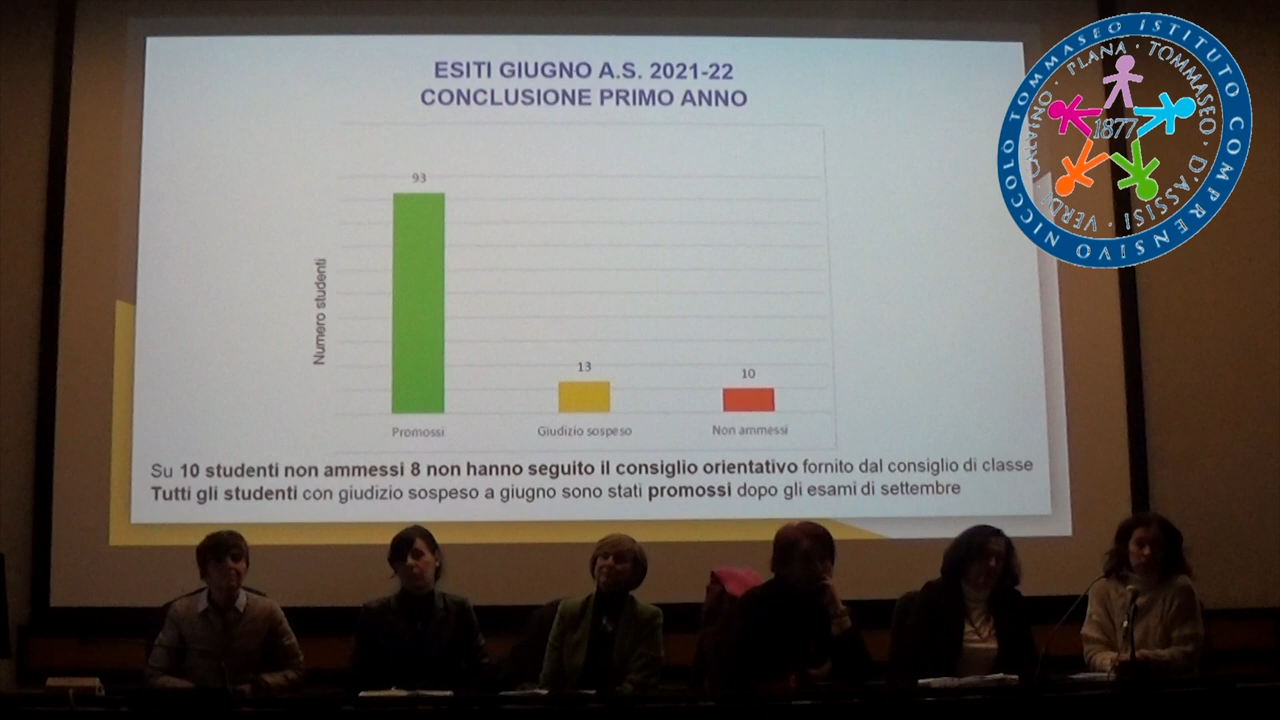 ESITI GIUGNO A.S. 2021-22
CONCLUSIONE PRIMO ANNO
93
13
10
Numero studenti
Promossi
Giudizio sospeso
Non ammessi
Su 10 studenti non ammessi 8 non hanno seguito il consiglio orientativo fornito dal consiglio di classe
Tutti gli studenti con giudizio sospeso a giugno sono stati promossi dopo gli esami di settembre
ISTITUTO COMPRENSIVO NICCOLÒ TOMMASEO
CALVINO · PLANA · TOMMASEO · D'ASSISI · VERDI
1877